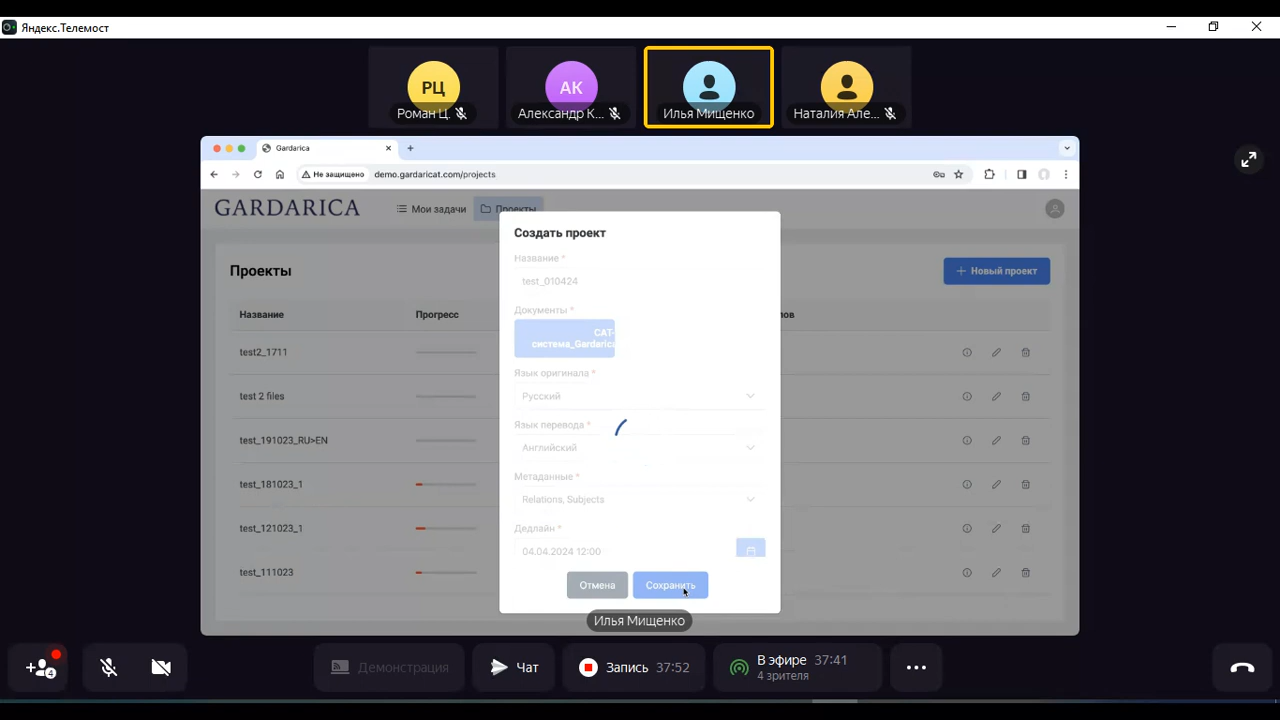 Яндекс.Телемост
РЦ
АК
Роман Ц.
Александр К...
Илья Мищенко
Наталия Але...
Gardarica
Не защищено
demo.gardaricat.com/projects
GARDARICA
Мои задачи
Проекты
Проекты
Новый проект
Название
Прогресс
test2_1711
test 2 files
test_191023_RU>EN
test_181023_1
test_121023_1
test_111023
Создать проект
Название *
test_010424
Документы *
CAT-
система_Gardarica
Язык оригинала *
Русский
Язык перевода *
Английский
Метаданные *
Relations, Subjects
Дедлайн *
04.04.2024 12:00
Отмена
Сохранить
Илья Мищенко
4
Демонстрация
Чат
Запись 37:52
В эфире 37:41
4 зрителя